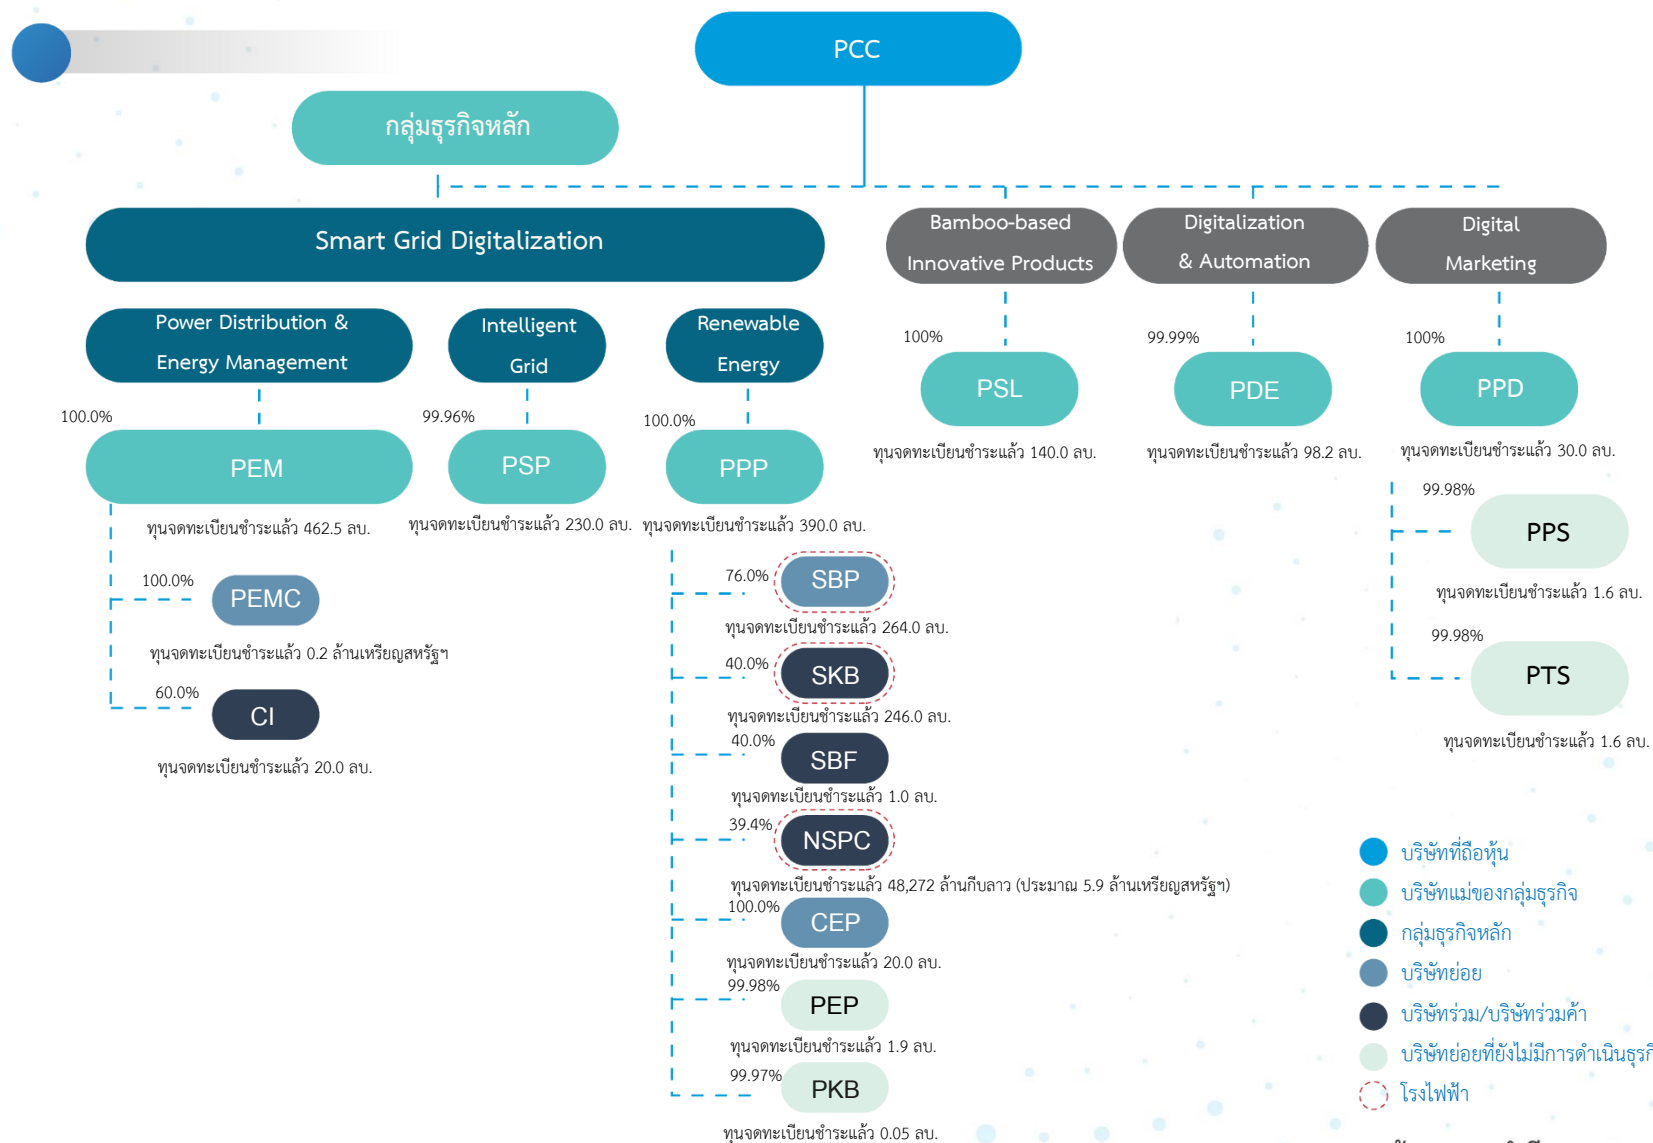 PCC
กลุ่มธุรกิจหลัก
Smart Grid Digitalization
Bamboo-based
Innovative Products
Digitalization
& Automation
Digital
Marketing
Power Distribution &
Energy Management
Intelligent
Grid
Renewable
Energy
100%
PSL
ทุนจดทะเบียนชำระแล้ว 140.0 ลบ.
99.99%
PDE
ทุนจดทะเบียนชำระแล้ว 98.2 ลบ.
100%
PPD
ทุนจดทะเบียนชำระแล้ว 30.0 ลบ.
100.0%
PEM
ทุนจดทะเบียนชำระแล้ว 462.5 ลบ.
99.96%
PSP
ทุนจดทะเบียนชำระแล้ว 230.0 ลบ.
100.0%
PPP
ทุนจดทะเบียนชำระแล้ว 390.0 ลบ.
100.0%
PEMC
ทุนจดทะเบียนชำระแล้ว 0.2 ล้านเหรียญสหรัฐฯ
60.0%
CI
ทุนจดทะเบียนชำระแล้ว 20.0 ลบ.
76.0%
SBP
ทุนจดทะเบียนชำระแล้ว 264.0 ลบ.
40.0%
SKB
ทุนจดทะเบียนชำระแล้ว 246.0 ลบ.
40.0%
SBF
ทุนจดทะเบียนชำระแล้ว 1.0 ลบ.
39.4%
NSPC
ทุนจดทะเบียนชำระแล้ว 48,272 ล้านกีบลาว (ประมาณ 5.9 ล้านเหรียญสหรัฐฯ)
100.0%
CEP
ทุนจดทะเบียนชำระแล้ว 20.0 ลบ.
99.98%
PEP
ทุนจดทะเบียนชำระแล้ว 1.9 ลบ.
99.97%
PKB
ทุนจดทะเบียนชำระแล้ว 0.05 ลบ.
99.98%
PPS
ทุนจดทะเบียนชำระแล้ว 1.6 ลบ.
99.98%
PTS
ทุนจดทะเบียนชำระแล้ว 1.6 ลบ.
บริษัทที่ถือหุ้น
บริษัทแม่ของกลุ่มธุรกิจ
กลุ่มธุรกิจหลัก
บริษัทย่อย
บริษัทร่วม/บริษัทร่วมค้า
บริษัทย่อยที่ยังไม่มีการดำเนินธุรกิ
โรงไฟฟ้า